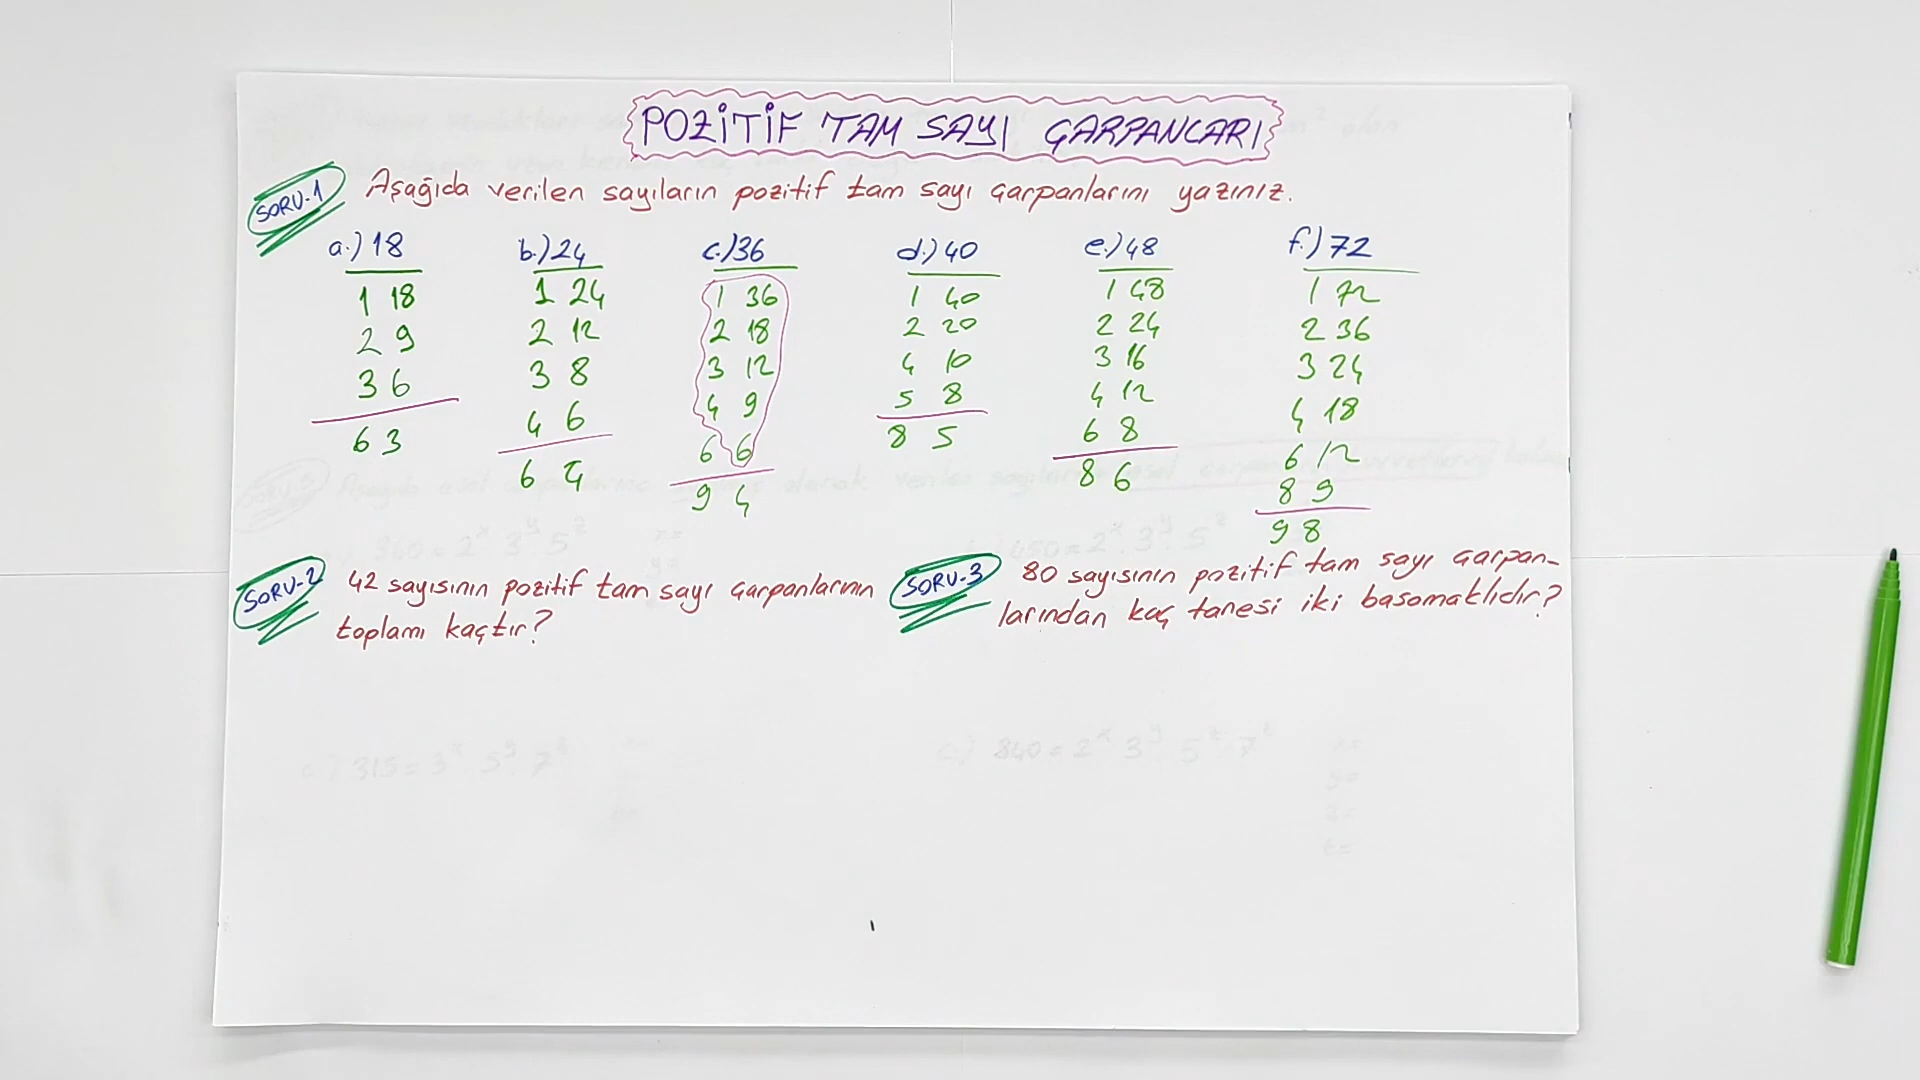 POZİTİF TAM SAYI ÇARPANLARI
SORU-1 Aşağıda verilen sayıların pozitif tam sayı çarpanlarını yazınız.
a.) 18 b.) 24 c.) 36 d.) 40 e.) 48 f.) 72
1 18 1 24 1 36 1 40 1 48 1 72
2 9 2 12 2 18 2 20 2 24 2 36
3 6 3 8 3 12 4 10 3 16 3 24
6 3 4 6 4 9 5 8 4 12 4 18
6 4 6 6 8 5 6 8 6 12
9 4 8 6 8 9
9 8
SORU-2 42 sayısının pozitif tam sayı çarpanlarının
toplamı kaçtır?
SORU-3 80 sayısının pozitif tam sayı çarpan-
larından kaç tanesi iki basamaklıdır?